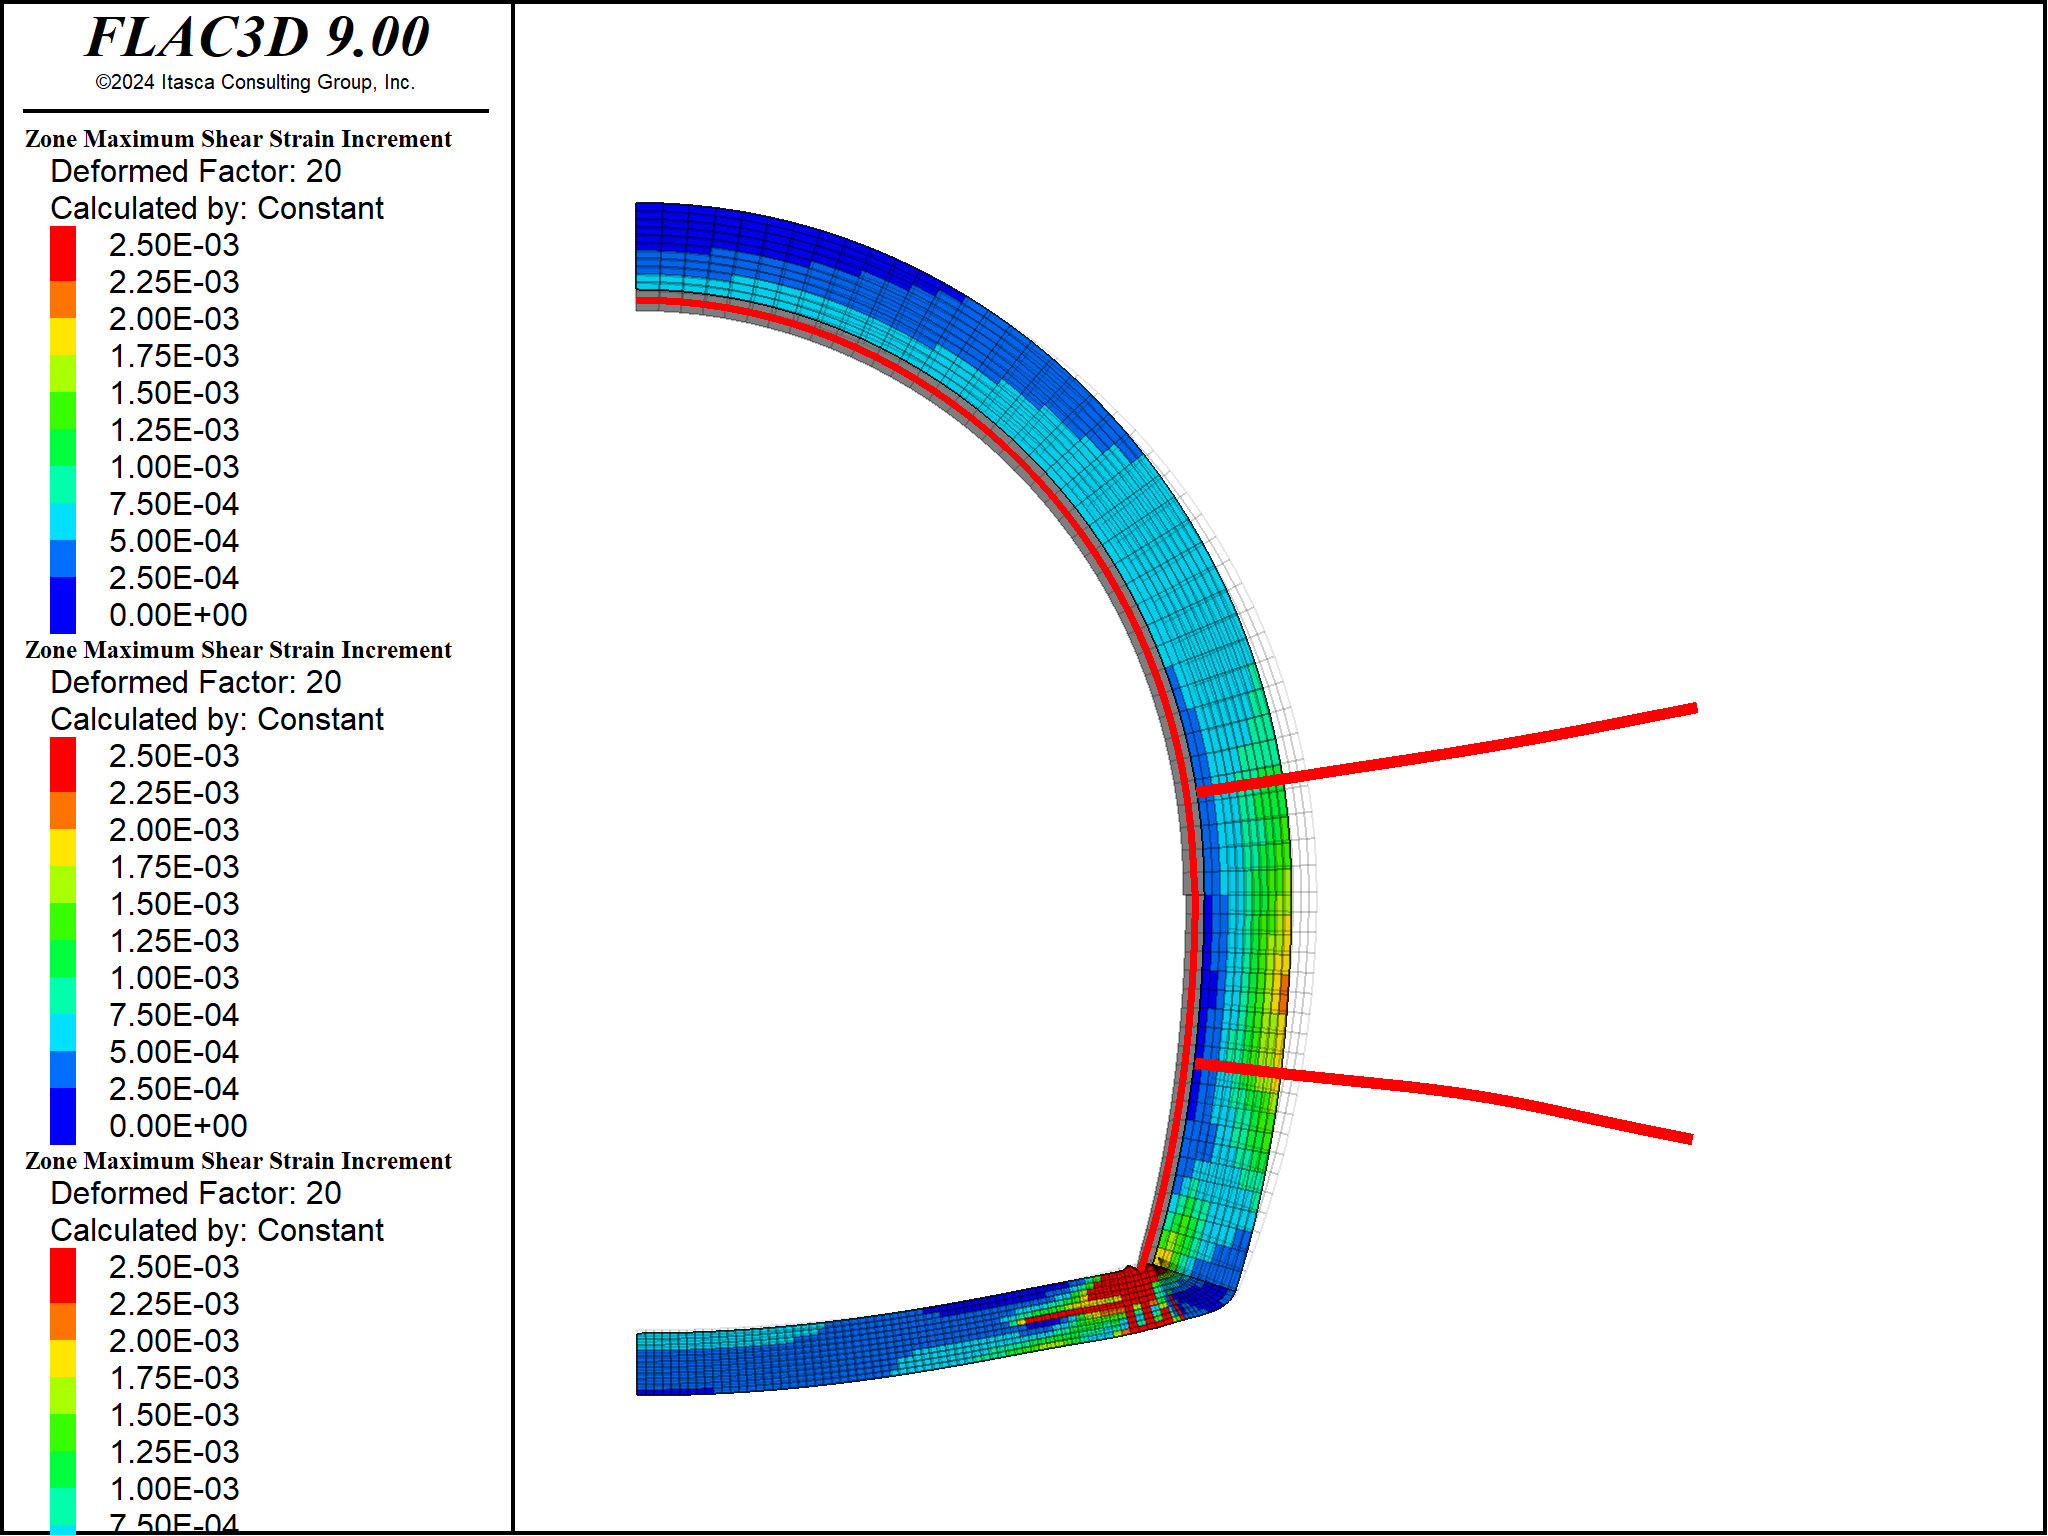 FLAC3D 9.00
©2024 Itasca Consulting Group, Inc.
Zone Maximum Shear Strain Increment
Deformed Factor: 20
Calculated by: Constant
2.50E-03
2.25E-03
2.00E-03
1.75E-03
1.50E-03
1.25E-03
1.00E-03
7.50E-04
5.00E-04
2.50E-04
0.00E+00
Zone Maximum Shear Strain Increment
Deformed Factor: 20
Calculated by: Constant
2.50E-03
2.25E-03
2.00E-03
1.75E-03
1.50E-03
1.25E-03
1.00E-03
7.50E-04
5.00E-04
2.50E-04
0.00E+00
Zone Maximum Shear Strain Increment
Deformed Factor: 20
Calculated by: Constant
2.50E-03
2.25E-03
2.00E-03
1.75E-03
1.50E-03
1.25E-03
1.00E-03
7.50E-04